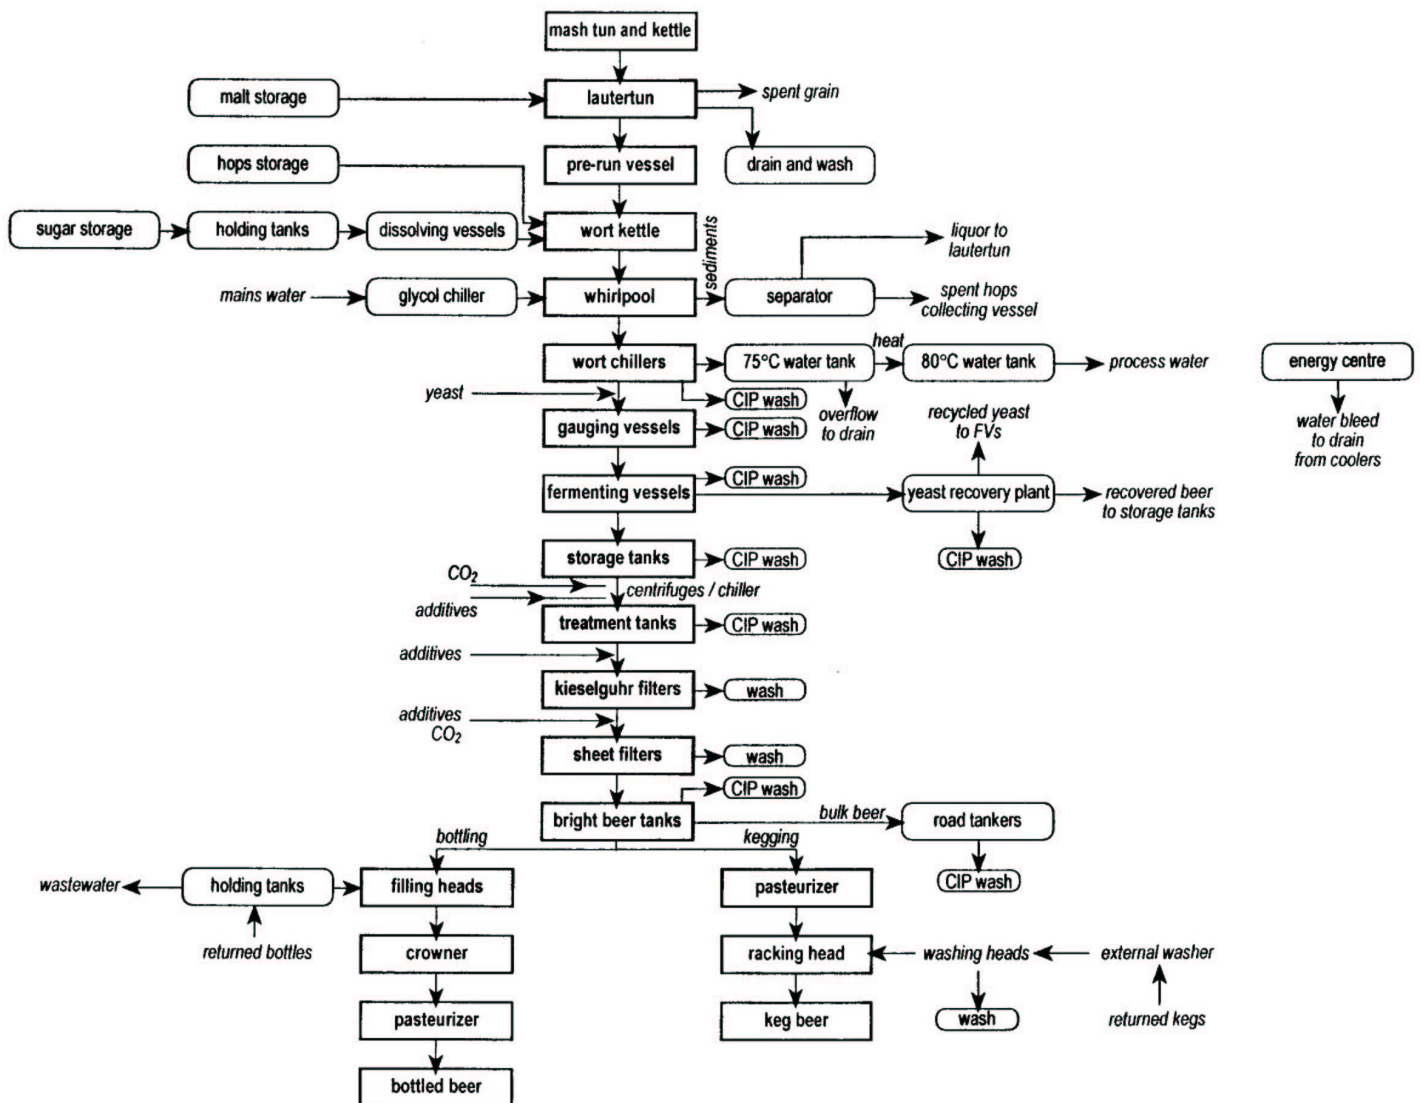 mash tun and kettle
malt storage
lautertun
spent grain
hops storage
pre-run vessel
drain and wash
sugar storage
holding tanks
dissolving vessels
wort kettle
sediments
liquor to
lautertun
mains water
glycol chiller
whirlpool
separator
spent hops
collecting vessel
wort chillers
75°C water tank
heat
80°C water tank
process water
energy centre
yeast
CIP wash
overflow
to drain
recycled yeast
to FVs
water bleed
to drain
from coolers
gauging vessels
CIP wash
CIP wash
fermenting vessels
yeast recovery plant
recovered beer
to storage tanks
storage tanks
CIP wash
CIP wash
CO2
additives
centrifuges / chiller
treatment tanks
CIP wash
additives
kieselguhr filters
wash
additives
CO2
sheet filters
wash
CIP wash
bright beer tanks
bulk beer
road tankers
bottling
kegging
CIP wash
wastewater
holding tanks
filling heads
pasteurizer
returned bottles
crowner
racking head
washing heads
external washer
pasteurizer
keg beer
wash
returned kegs
bottled beer